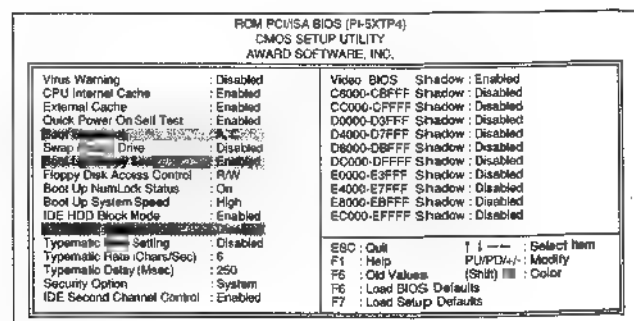 ROM PCI/ISA BIOS (PI-5XTP4)
CMOS SETUP UTILITY
AWARD SOFTWARE, INC.
Virus Warning : Disabled
CPU Internal Cache : Enabled
External Cache : Enabled
Quick Power On Self Test : Enabled
: A,C
Swap Drive : Disabled
: Enabled
Floppy Disk Access Control : R/W
Boot Up NumLock Status : On
Boot Up System Speed : High
IDE HDD Block Mode : Enabled
Typematic Setting : Disabled
Typematic Rate (Chars/Sec) : 6
Typematic Delay (Msec) : 250
Security Option : System
IDE Second Channel Control : Enabled
Video BIOS Shadow : Enabled
C8000-CBFFF Shadow : Disabled
CC000-CFFFF Shadow : Disabled
D0000-D3FFF Shadow : Disabled
D4000-D7FFF Shadow : Disabled
D8000-DBFFF Shadow : Disabled
DC000-DFFFF Shadow : Disabled
E0000-E3FFF Shadow : Disabled
E4000-E7FFF Shadow : Disabled
E8000-EBFFF Shadow : Disabled
EC000-EFFFF Shadow : Disabled
ESC : Quit ↑ ↓ ─ ─ : Select Item
F1 : Help PU/PD/+/- : Modify
F5 : Old Values (Shift) : Color
F6 : Load BIOS Defaults
F7 : Load Setup Defaults